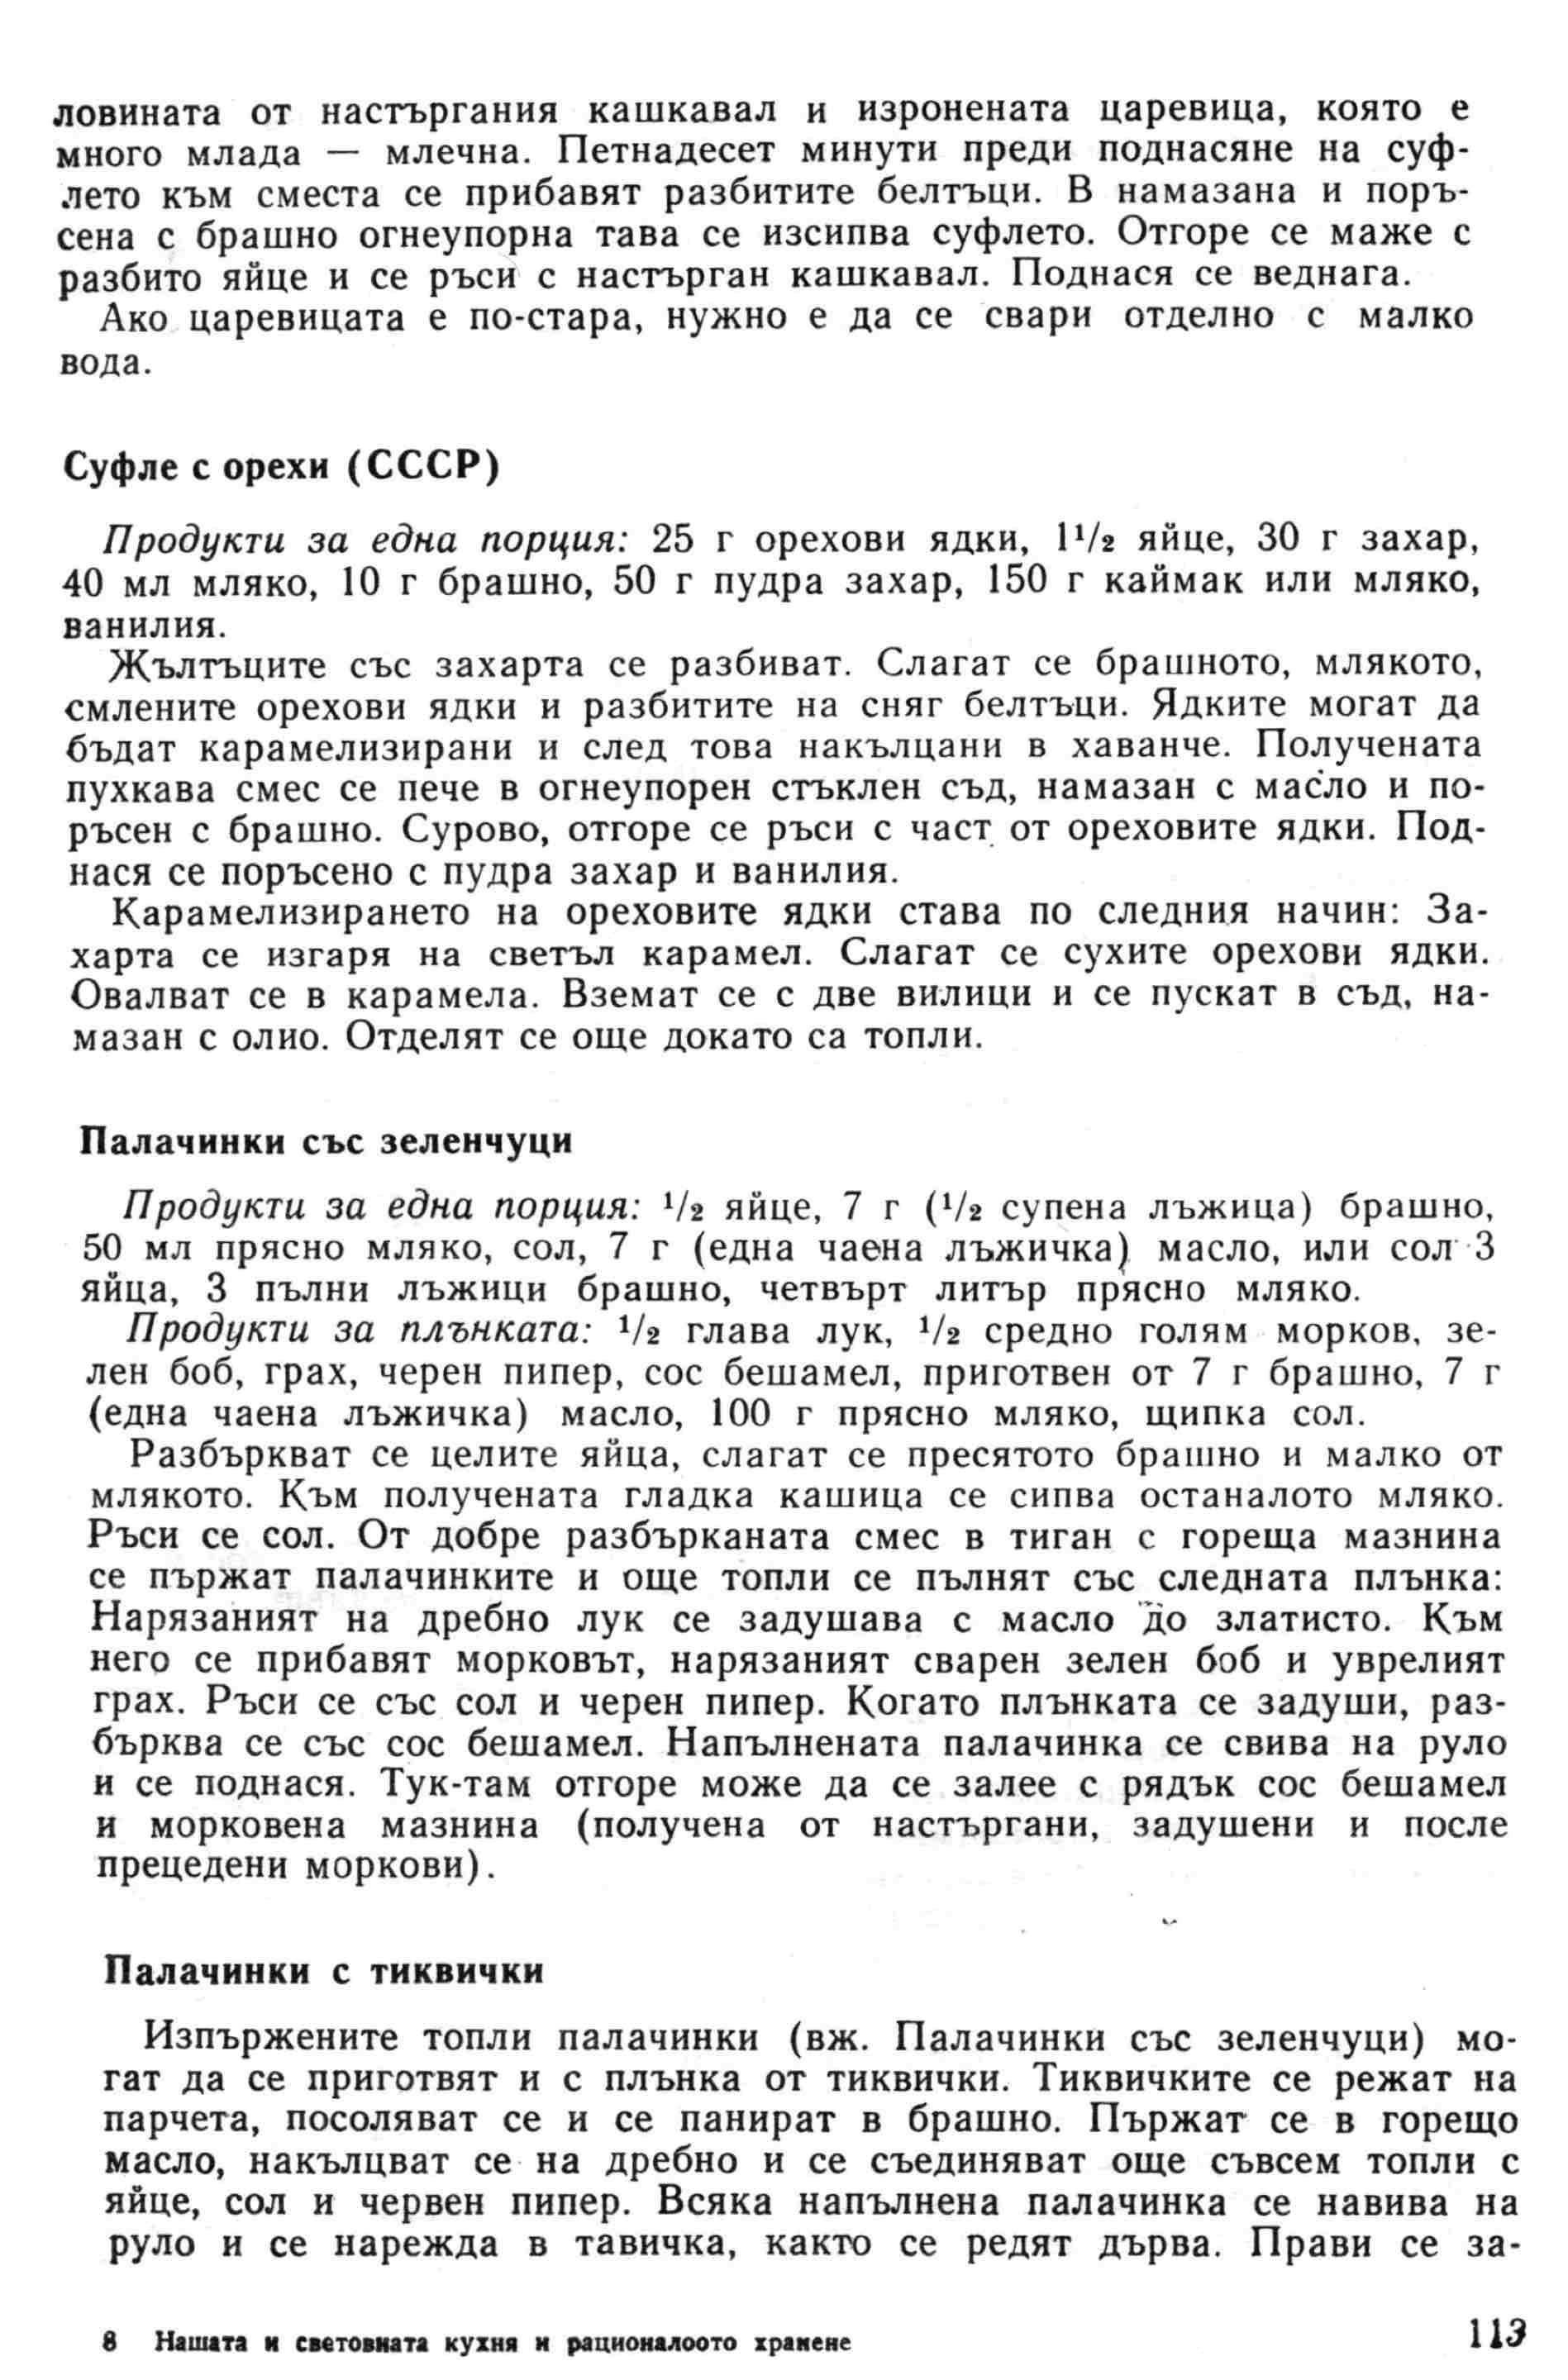 ловината от настъргания кашкавал и изронената царевица, която е
много млада — млечна. Петнадесет минути преди поднасяне на суф-
лето към сместа се прибавят разбитите белтъци. В намазана и поръ-
сена с брашно огнеупорна тава се изсипва суфлето. Отгоре се маже с
разбито яйце и се ръси с настърган кашкавал. Поднася се веднага.
Ако царевицата е по-стара, нужно е да се свари отделно с малко
вода.
Суфле с орехи (СССР)
Продукти за една порция: 25 г орехови ядки, 1¹/₂ яйце, 30 г захар,
40 мл мляко, 10 г брашно, 50 г пудра захар, 150 г каймак или мляко,
ванилия.
Жълтъците със захарта се разбиват. Слагат се брашното, млякото,
смлените орехови ядки и разбитите на сняг белтъци. Ядките могат да
бъдат карамелизирани и след това накълцани в хаванче. Получената
пухкава смес се пече в огнеупорен стъклен съд, намазан с масло и по-
ръсен с брашно. Сурово, отгоре се ръси с част от ореховите ядки. Под-
нася се поръсено с пудра захар и ванилия.
Карамелизирането на ореховите ядки става по следния начин: За-
харта се изгаря на светъл карамел. Слагат се сухите орехови ядки.
Овалват се в карамела. Вземат се с две вилици и се пускат в съд, на-
мазан с олио. Отделят се още докато са топли.
Палачинки със зеленчуци
Продукти за една порция: ¹/₂ яйце, 7 г (¹/₂ супена лъжица) брашно,
50 мл прясно мляко, сол, 7 г (една чаена лъжичка) масло, или сол 3
яйца, 3 пълни лъжици брашно, четвърт литър прясно мляко.
Продукти за плънката: ¹/₂ глава лук, ¹/₂ средно голям морков, зе-
лен боб, грах, черен пипер, сос бешамел, приготвен от 7 г брашно, 7 г
(една чаена лъжичка) масло, 100 г прясно мляко, щипка сол.
Разбъркват се целите яйца, слагат се пресятото брашно и малко от
млякото. Към получената гладка кашица се сипва останалото мляко.
Ръси се сол. От добре разбърканата смес в тиган с гореща мазнина
се пържат палачинките и още топли се пълнят със следната плънка:
Нарязаният на дребно лук се задушава с масло до златисто. Към
него се прибавят морковът, нарязаният сварен зелен боб и уврелият
грах. Ръси се със сол и черен пипер. Когато плънката се задуши, раз-
бърква се със сос бешамел. Напълнената палачинка се свива на руло
и се поднася. Тук-там отгоре може да се залее с рядък сос бешамел
и морковена мазнина (получена от настъргани, задушени и после
прецедени моркови).
Палачинки с тиквички
Изпържените топли палачинки (вж. Палачинки със зеленчуци) мо-
гат да се приготвят и с плънка от тиквички. Тиквичките се режат на
парчета, посоляват се и се панират в брашно. Пържат се в горещо
масло, накълцват се на дребно и се съединяват още съвсем топли с
яйце, сол и червен пипер. Всяка напълнена палачинка се навива на
руло и се нарежда в тавичка, както се редят дърва. Прави се за-
8 Нашата и световната кухня и рационалоото хранене
113